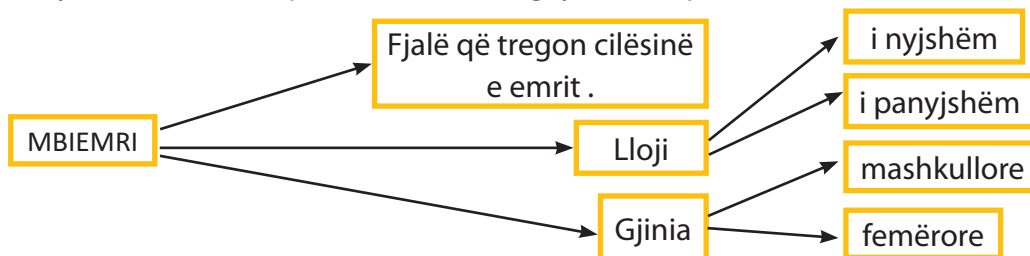 Fjalë që tregon cilësinë
e emrit .
i nyjshëm
i panyjshëm
MBIEMRI
Lloji
mashkullore
Gjinia
femërore